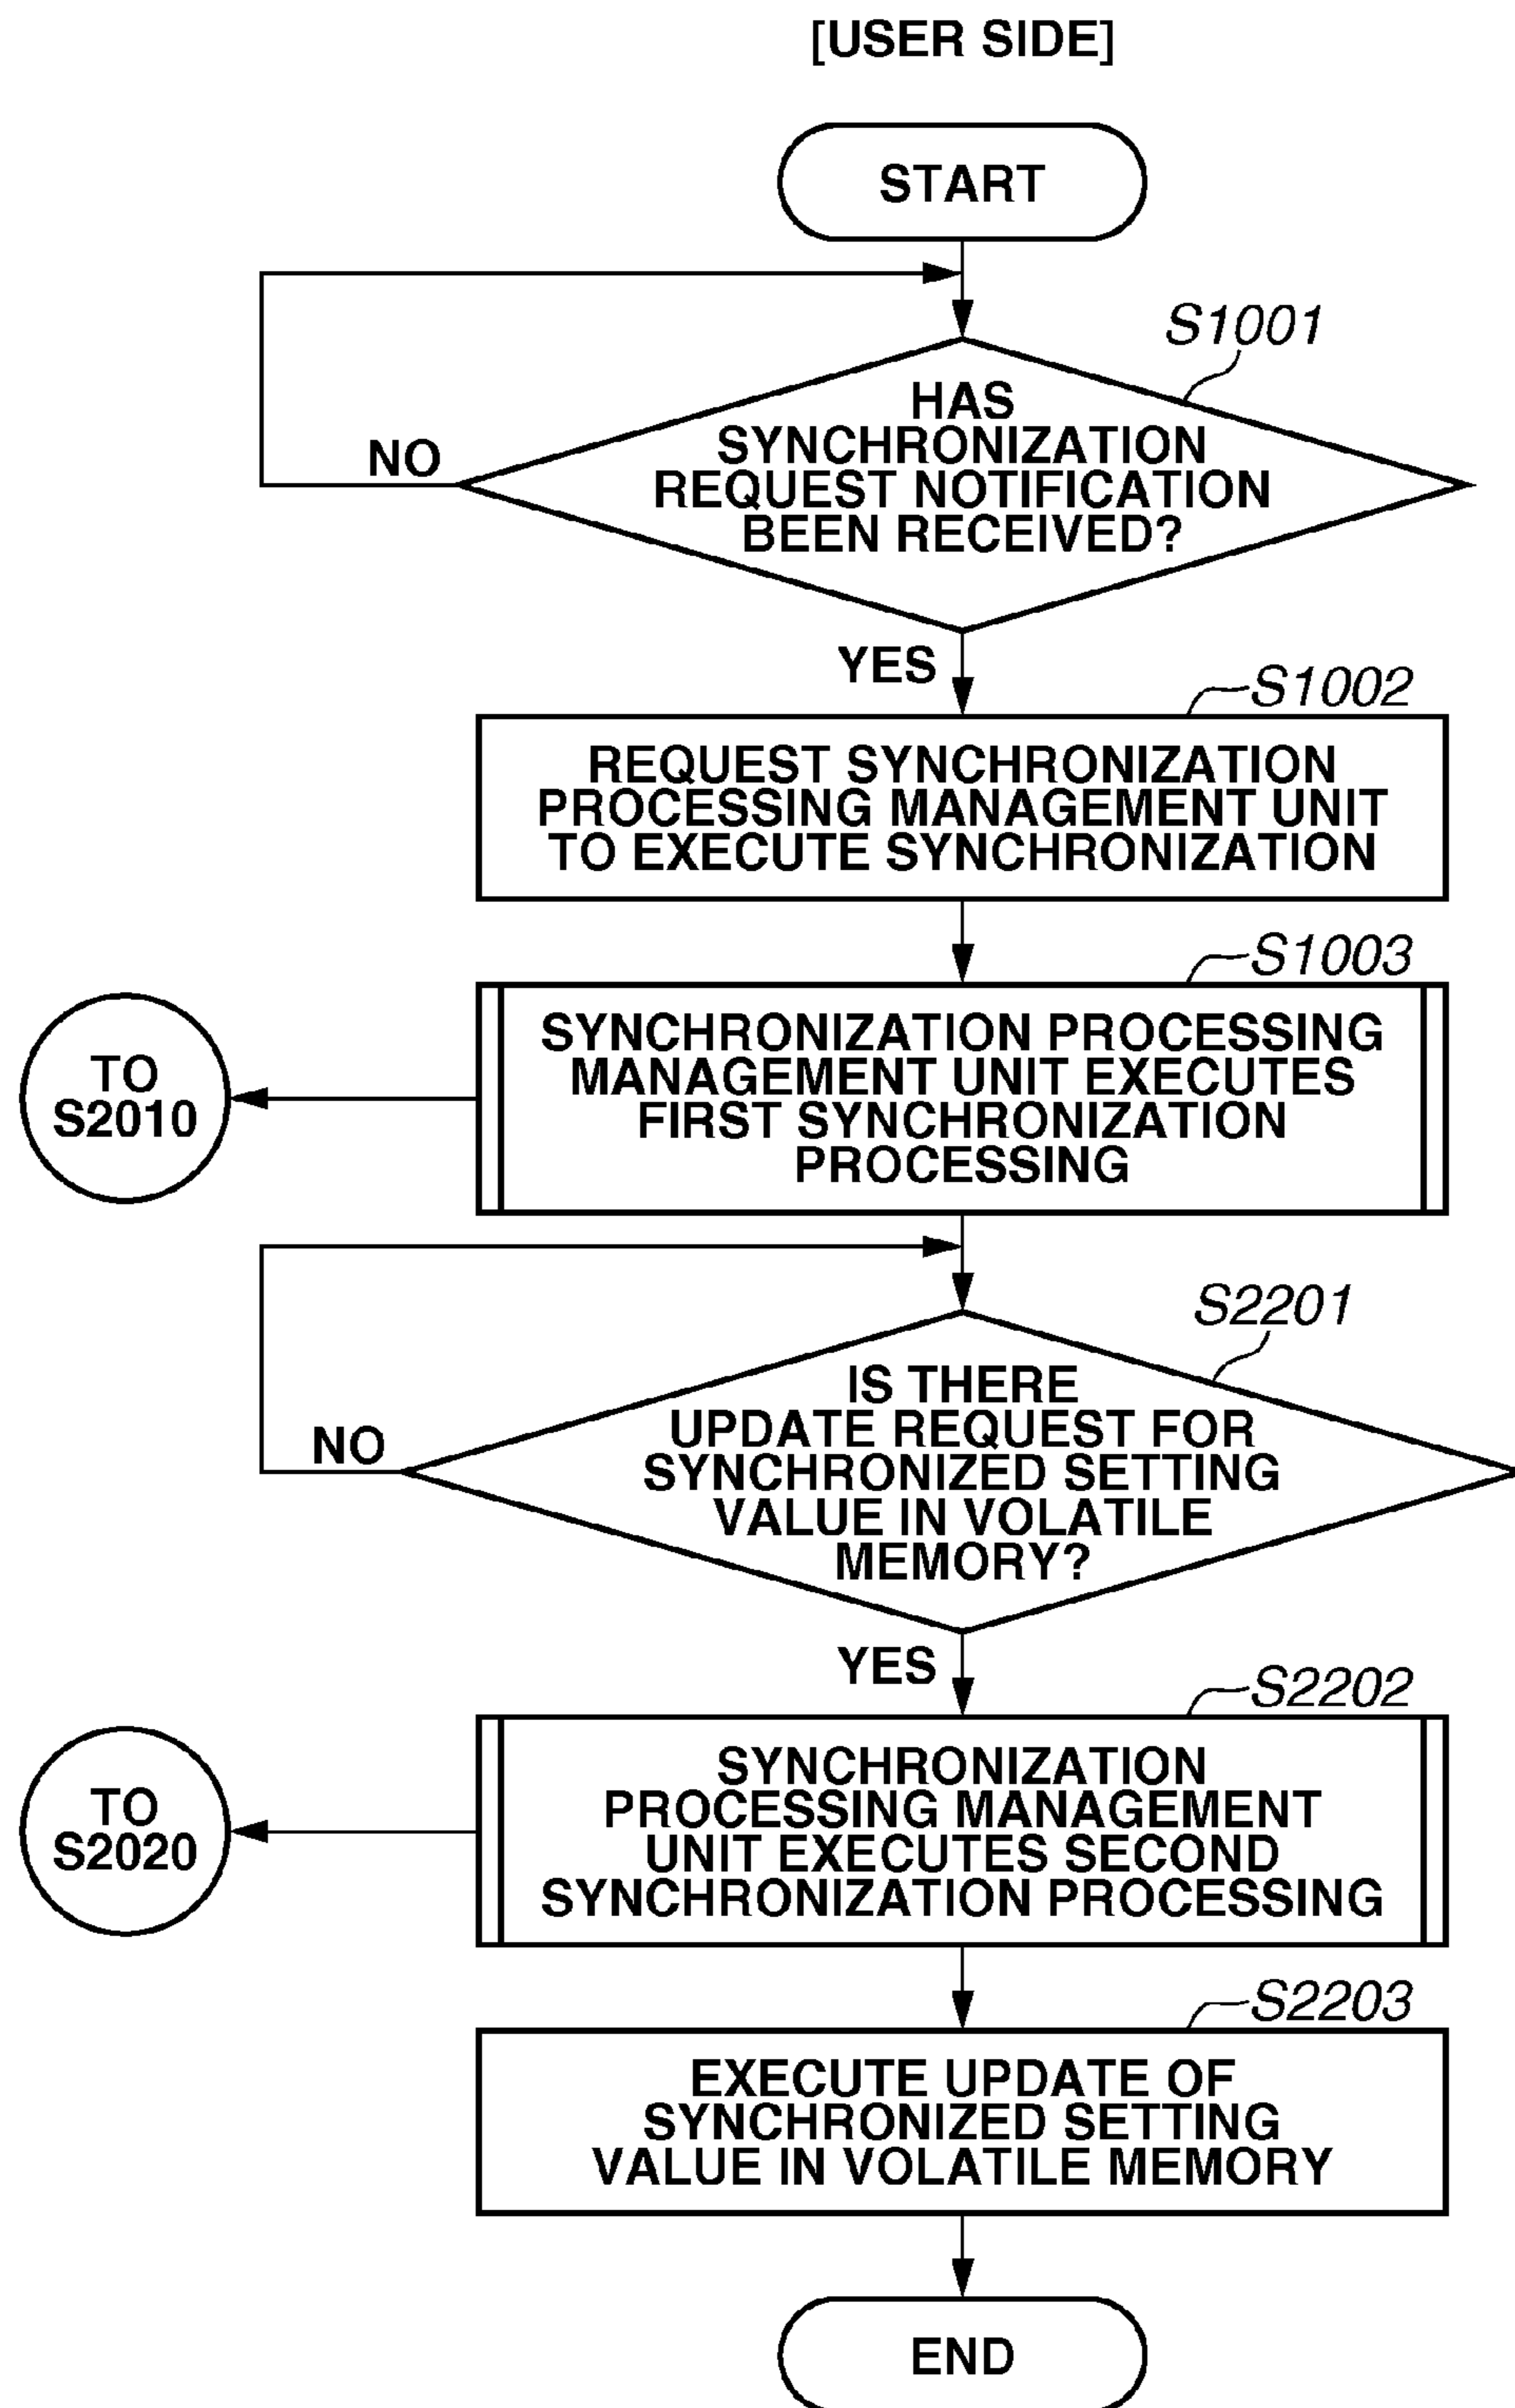 [USER SIDE]
START
S1001
HAS
SYNCHRONIZATION
REQUEST NOTIFICATION
BEEN RECEIVED?
NO
YES
S1002
REQUEST SYNCHRONIZATION
PROCESSING MANAGEMENT UNIT
TO EXECUTE SYNCHRONIZATION
S1003
SYNCHRONIZATION PROCESSING
MANAGEMENT UNIT EXECUTES
FIRST SYNCHRONIZATION
PROCESSING
TO
S2010
S2201
IS THERE
UPDATE REQUEST FOR
SYNCHRONIZED SETTING
VALUE IN VOLATILE
MEMORY?
NO
YES
S2202
SYNCHRONIZATION
PROCESSING MANAGEMENT
UNIT EXECUTES SECOND
SYNCHRONIZATION PROCESSING
TO
S2020
S2203
EXECUTE UPDATE OF
SYNCHRONIZED SETTING
VALUE IN VOLATILE MEMORY
END